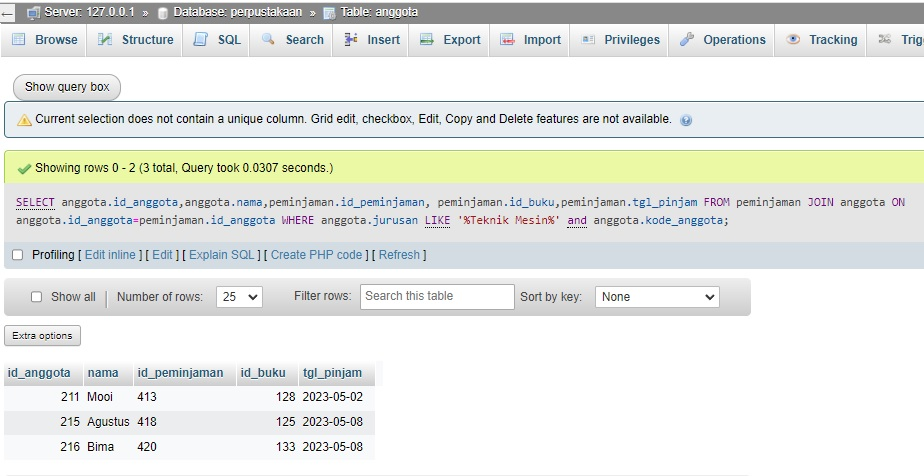 Server: 127.0.0.1 » Database: perpustakaan » Table: anggota
Browse Structure SQL Search Insert Export Import Privileges Operations Tracking Trig
Show query box
Current selection does not contain a unique column. Grid edit, checkbox, Edit, Copy and Delete features are not available.
Showing rows 0 - 2 (3 total, Query took 0.0307 seconds.)
SELECT anggota.id_anggota,anggota.nama,peminjaman.id_peminjaman, peminjaman.id_buku,peminjaman.tgl_pinjam FROM peminjaman JOIN anggota ON
anggota.id_anggota=peminjaman.id_anggota WHERE anggota.jurusan LIKE '%Teknik Mesin%' and anggota.kode_anggota;
Profiling [ Edit inline ] [ Edit ] [ Explain SQL ] [ Create PHP code ] [ Refresh ]
Show all Number of rows: 25 Filter rows: Search this table Sort by key: None
Extra options
id_anggota nama id_peminjaman id_buku tgl_pinjam
211 Mooi 413 128 2023-05-02
215 Agustus 418 125 2023-05-08
216 Bima 420 133 2023-05-08